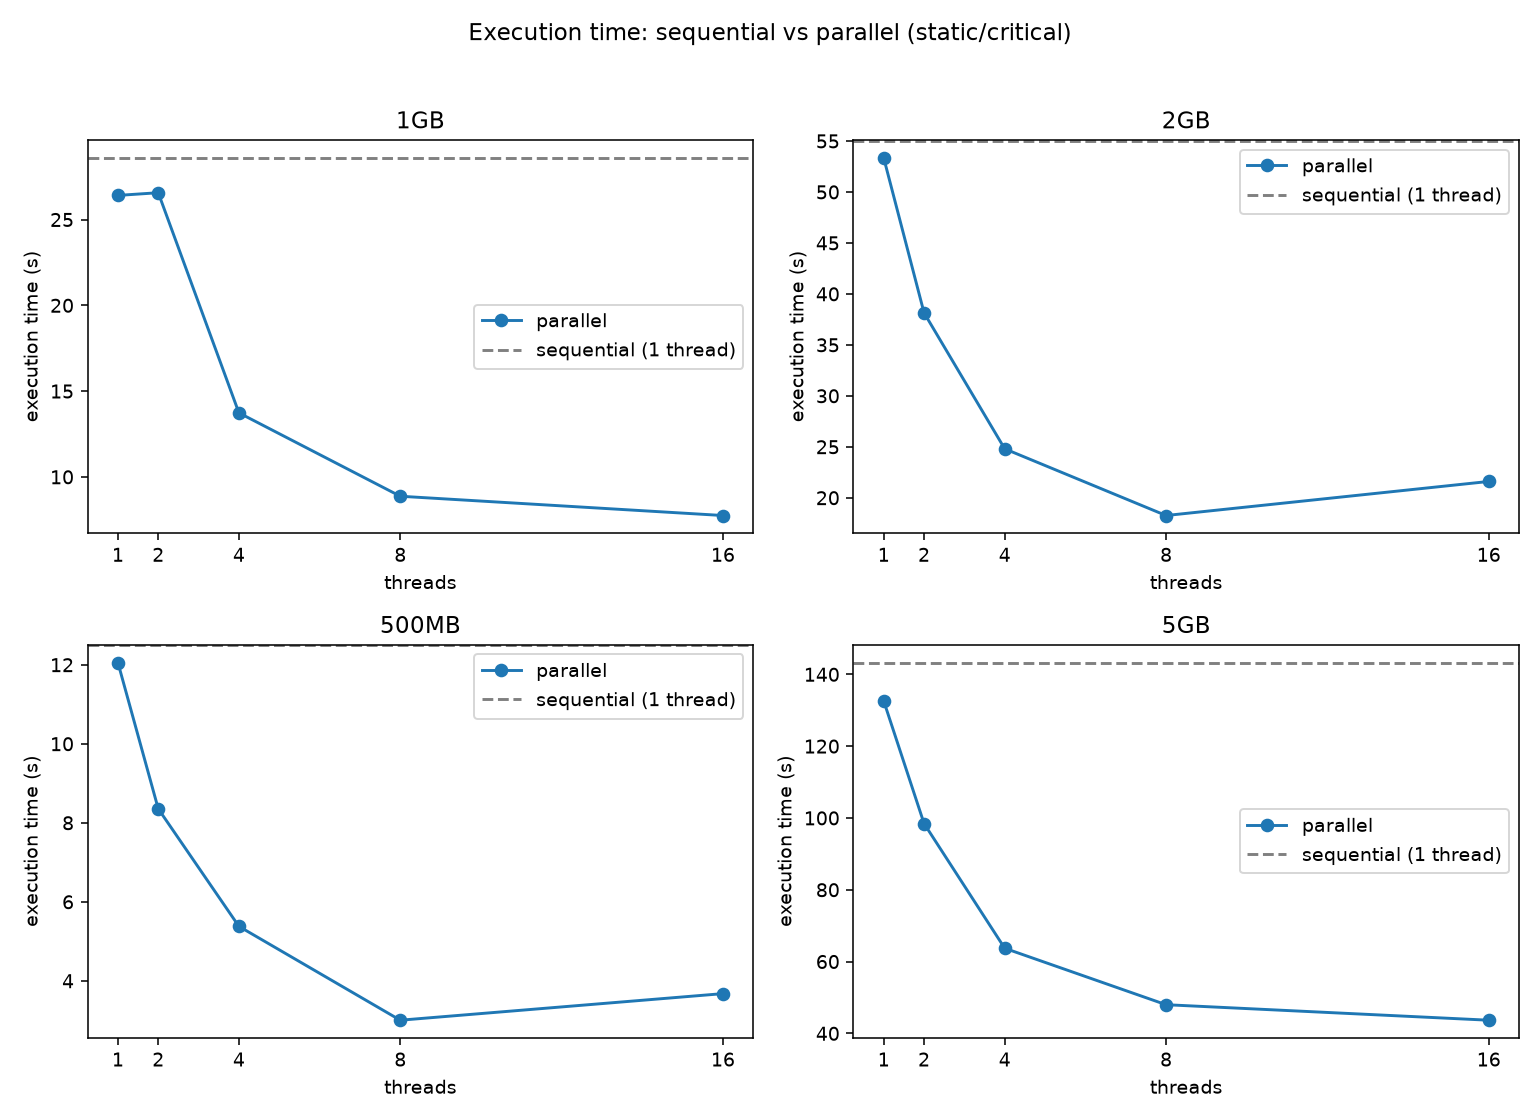 Execution time: sequential vs parallel (static/critical)
1GB
execution time (s)
25
20
15
10
parallel
sequential (1 thread)
1 2 4 8 16
threads
2GB
execution time (s)
55
50
45
40
35
30
25
20
parallel
sequential (1 thread)
1 2 4 8 16
threads
500MB
execution time (s)
12
10
8
6
4
parallel
sequential (1 thread)
1 2 4 8 16
threads
5GB
execution time (s)
140
120
100
80
60
40
parallel
sequential (1 thread)
1 2 4 8 16
threads